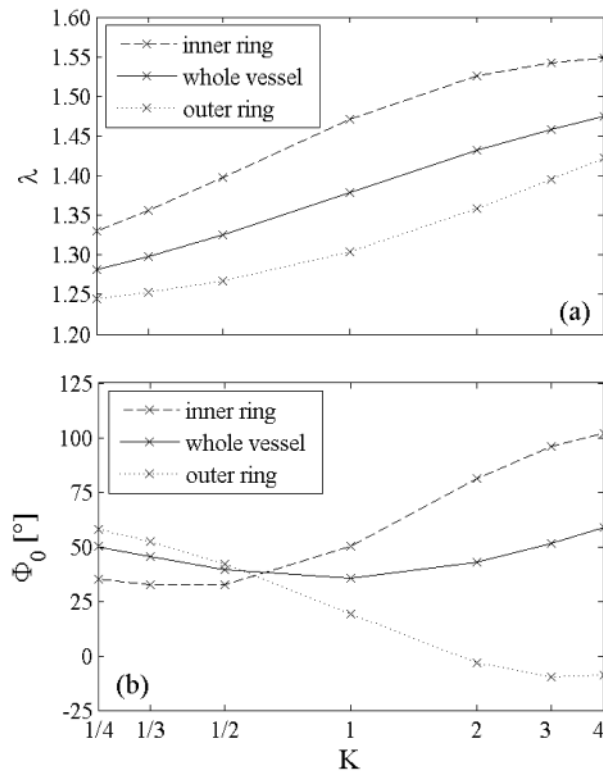 1.60
1.55
1.50
1.45
1.40
1.35
1.30
1.25
1.20
λ
inner ring
whole vessel
outer ring
(a)
125
100
75
50
25
0
-25
Φ0 [°]
inner ring
whole vessel
outer ring
(b)
1/4 1/3 1/2 1 2 3 4
K